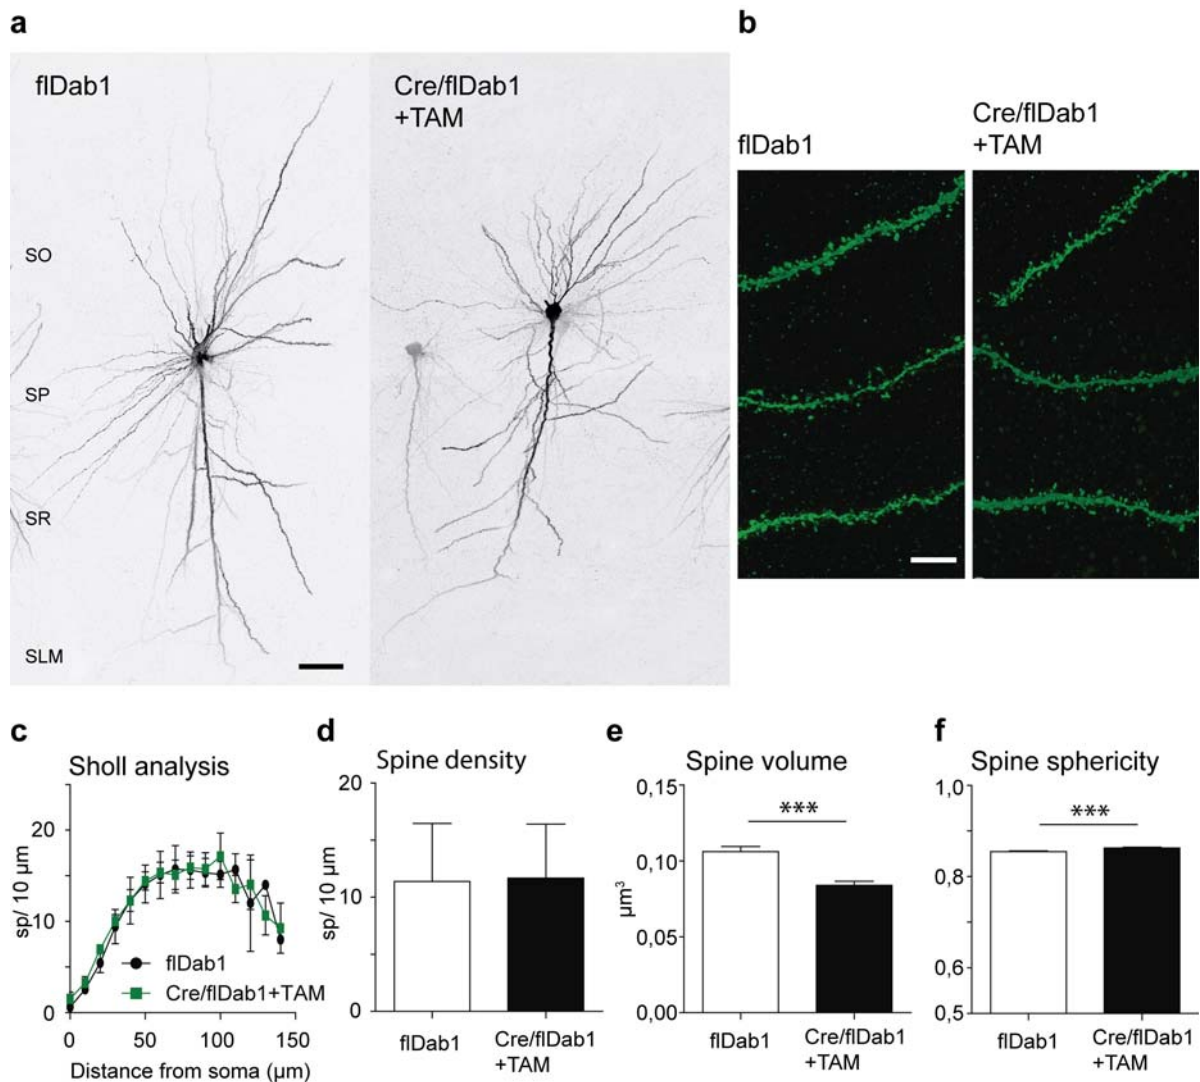 a
flDab1
Cre/flDab1
+TAM
SO
SP
SR
SLM
b
flDab1
Cre/flDab1
+TAM
c
Sholl analysis
sp/ 10 µm
20
10
0
flDab1
Cre/flDab1+TAM
0
50
100
150
Distance from soma (µm)
d
Spine density
sp/ 10 µm
20
10
0
flDab1
Cre/flDab1
+TAM
e
Spine volume
µm³
0,15
0,10
0,05
0,00
***
flDab1
Cre/flDab1
+TAM
f
Spine sphericity
1,0
0,8
0,6
0,5
***
flDab1
Cre/flDab1
+TAM